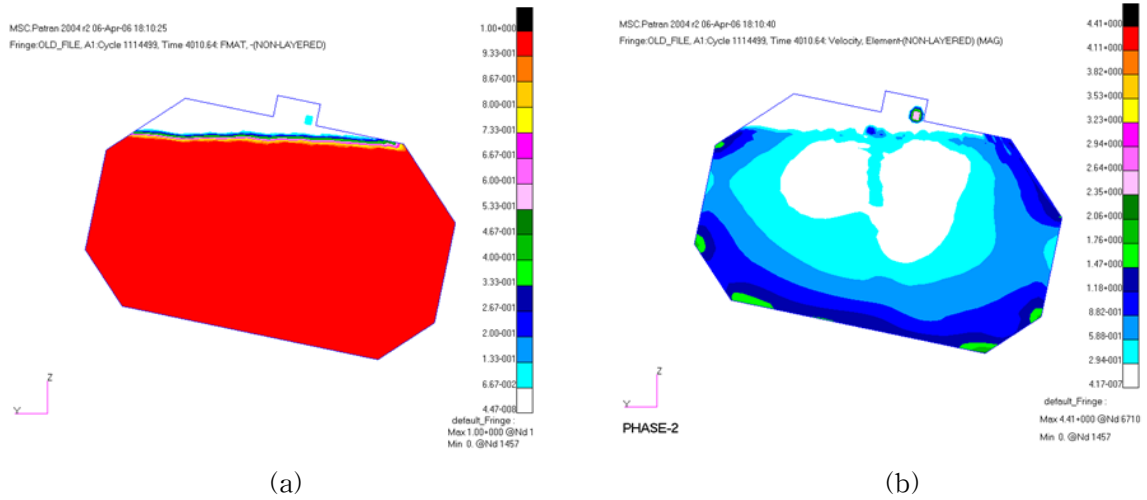 MSC.Patran 2004 r2 06-Apr-06 18:10:25
Fringe:OLD_FILE, A1:Cycle 1114499, Time 4010.64: FMAT, -(NON-LAYERED)
1.00+000
9.33-001
8.67-001
8.00-001
7.33-001
6.67-001
6.00-001
5.33-001
4.67-001
4.00-001
3.33-001
2.67-001
2.00-001
1.33-001
6.67-002
4.47-008
Z
Y
default_Fringe :
Max 1.00+000 @Nd 1
Min 0. @Nd 1457
(a)
MSC.Patran 2004 r2 06-Apr-06 18:10:40
Fringe:OLD_FILE, A1:Cycle 1114499, Time 4010.64: Velocity, Element-(NON-LAYERED) (MAG)
4.41+000
4.11+000
3.82+000
3.53+000
3.23+000
2.94+000
2.64+000
2.35+000
2.06+000
1.76+000
1.47+000
1.18+000
8.82-001
5.88-001
2.94-001
4.17-007
Z
Y
PHASE-2
default_Fringe :
Max 4.41+000 @Nd 6710
Min 0. @Nd 1457
(b)